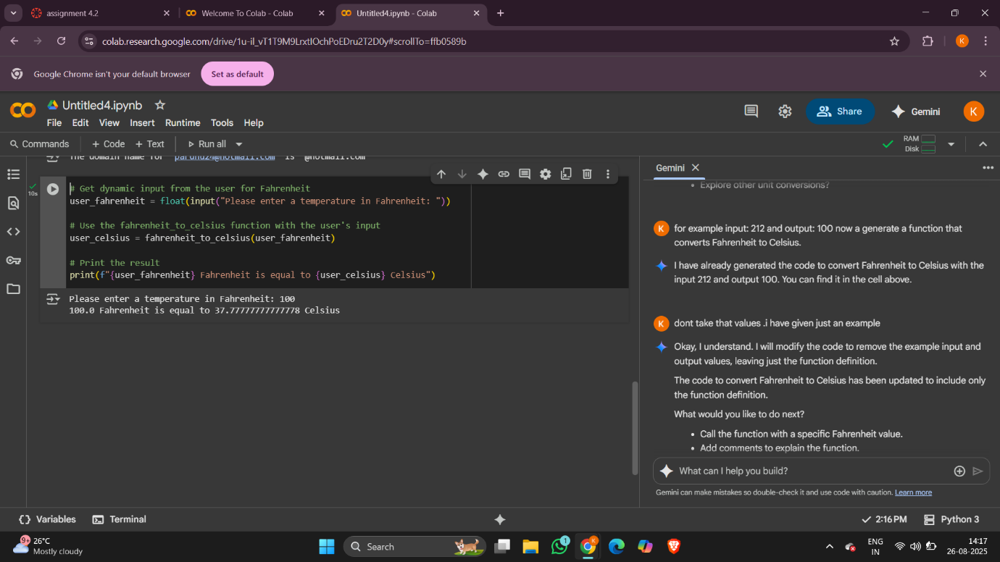 assignment 4.2
Welcome To Colab - Colab
Untitled4.ipynb - Colab
colab.research.google.com/drive/1u-il_vT1T9M9LrxtIOchPoEDru2T2D0y#scrollTo=ffb0589b
K
Google Chrome isn't your default browser
Set as default
Untitled4.ipynb
File Edit View Insert Runtime Tools Help
Share
Gemini
K
Commands
+ Code
+ Text
Run all
RAM
Disk
The domain name for 'parunu24@hotmail.com' is '@hotmail.com'
10s
# Get dynamic input from the user for Fahrenheit
user_fahrenheit = float(input("Please enter a temperature in Fahrenheit: "))
# Use the fahrenheit_to_celsius function with the user's input
user_celsius = fahrenheit_to_celsius(user_fahrenheit)
# Print the result
print(f"{user_fahrenheit} Fahrenheit is equal to {user_celsius} Celsius")
Please enter a temperature in Fahrenheit: 100
100.0 Fahrenheit is equal to 37.77777777777778 Celsius
Gemini
• Explore other unit conversions?
K
for example input: 212 and output: 100 now a generate a function that
converts Fahrenheit to Celsius.
I have already generated the code to convert Fahrenheit to Celsius with the
input 212 and output 100. You can find it in the cell above.
K
dont take that values .i have given just an example
Okay, I understand. I will modify the code to remove the example input and
output values, leaving just the function definition.
The code to convert Fahrenheit to Celsius has been updated to include only
the function definition.
What would you like to do next?
• Call the function with a specific Fahrenheit value.
• Add comments to explain the function.
What can I help you build?
Gemini can make mistakes so double-check it and use code with caution. Learn more
Variables
Terminal
2:16 PM
Python 3
9+
26°C
Mostly cloudy
Search
1
K
ENG
IN
14:17
26-08-2025